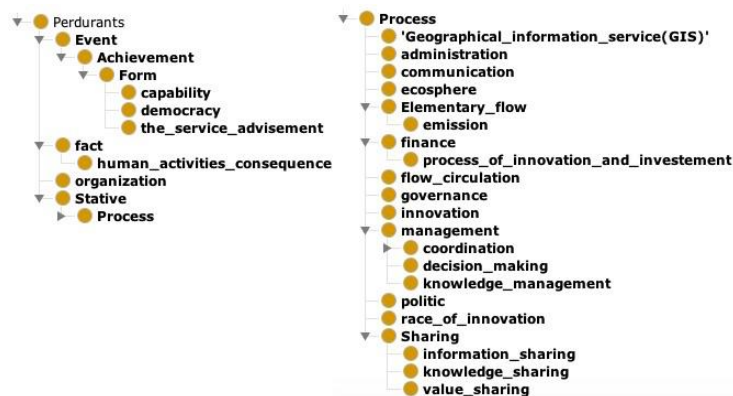 Perdurants
Event
Achievement
Form
capability
democracy
the_service_advisement
fact
human_activities_consequence
organization
Stative
Process
Process
'Geographical_information_service(GIS)'
administration
communication
ecosphere
Elementary_flow
emission
finance
process_of_innovation_and_investement
flow_circulation
governance
innovation
management
coordination
decision_making
knowledge_management
politic
race_of_innovation
Sharing
information_sharing
knowledge_sharing
value_sharing